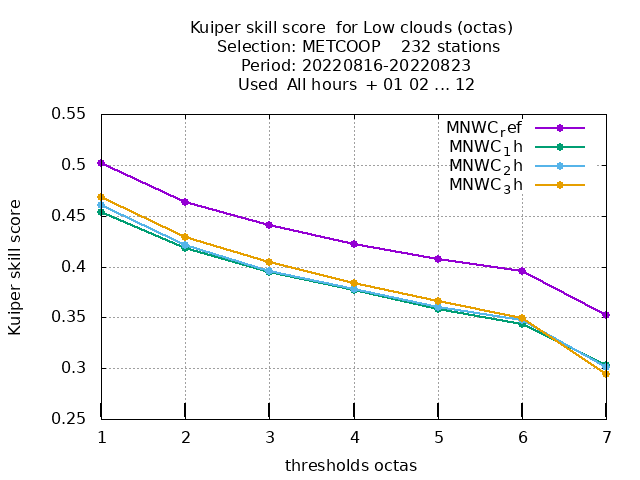 Kuiper skill score  for Low clouds (octas)
Selection: METCOOP    232 stations
Period: 20220816-20220823
Used  All hours  + 01 02 ... 12
MNWC_ref
MNWC_1h
MNWC_2h
MNWC_3h
0.55
0.5
0.45
0.4
0.35
0.3
0.25
Kuiper skill score
1 2 3 4 5 6 7
thresholds octas